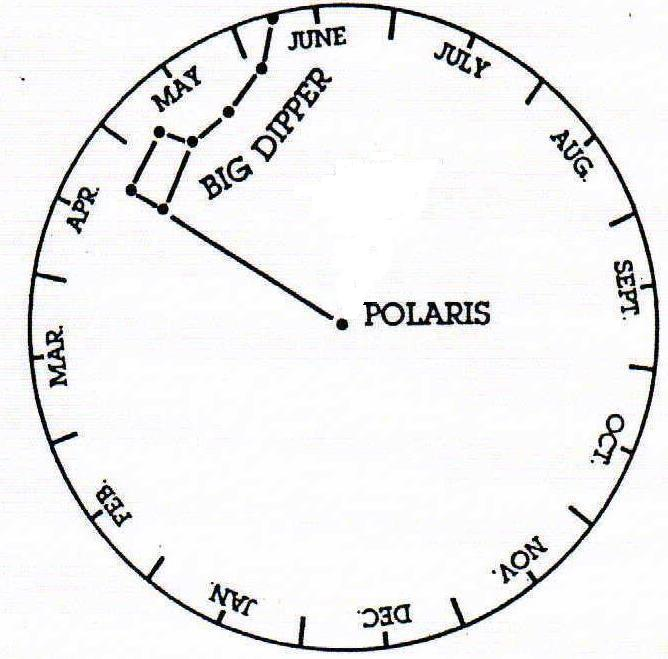 JUNE
JULY
AUG.
SEPT.
OCT.
NOV.
DEC.
JAN.
FEB.
MAR.
APR.
MAY
BIG DIPPER
POLARIS